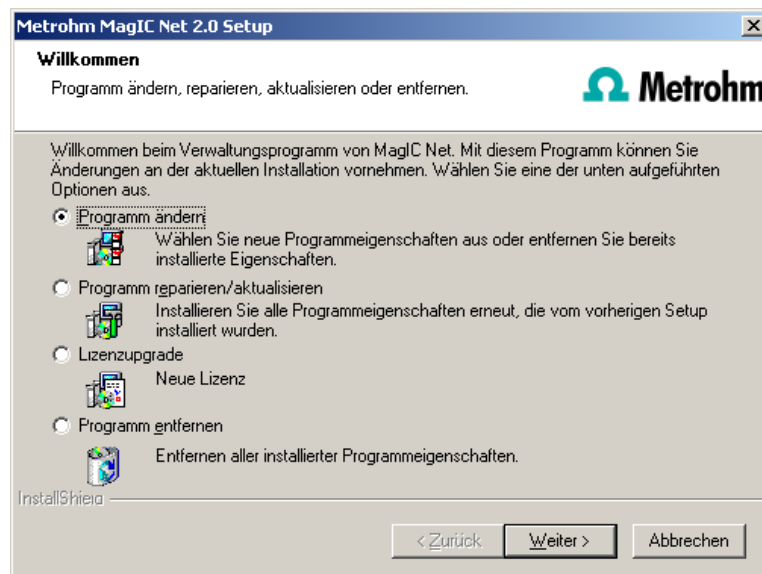 Metrohm MagIC Net 2.0 Setup
Willkommen
Programm ändern, reparieren, aktualisieren oder entfernen.
Metrohm
Willkommen beim Verwaltungsprogramm von MagIC Net. Mit diesem Programm können Sie
Änderungen an der aktuellen Installation vornehmen. Wählen Sie eine der unten aufgeführten
Optionen aus.
Programm ändern
Wählen Sie neue Programmeigenschaften aus oder entfernen Sie bereits
installierte Eigenschaften.
Programm reparieren/aktualisieren
Installieren Sie alle Programmeigenschaften erneut, die vom vorherigen Setup
installiert wurden.
Lizenzupgrade
Neue Lizenz
Programm entfernen
Entfernen aller installierter Programmeigenschaften.
InstallShield
< Zurück
Weiter >
Abbrechen